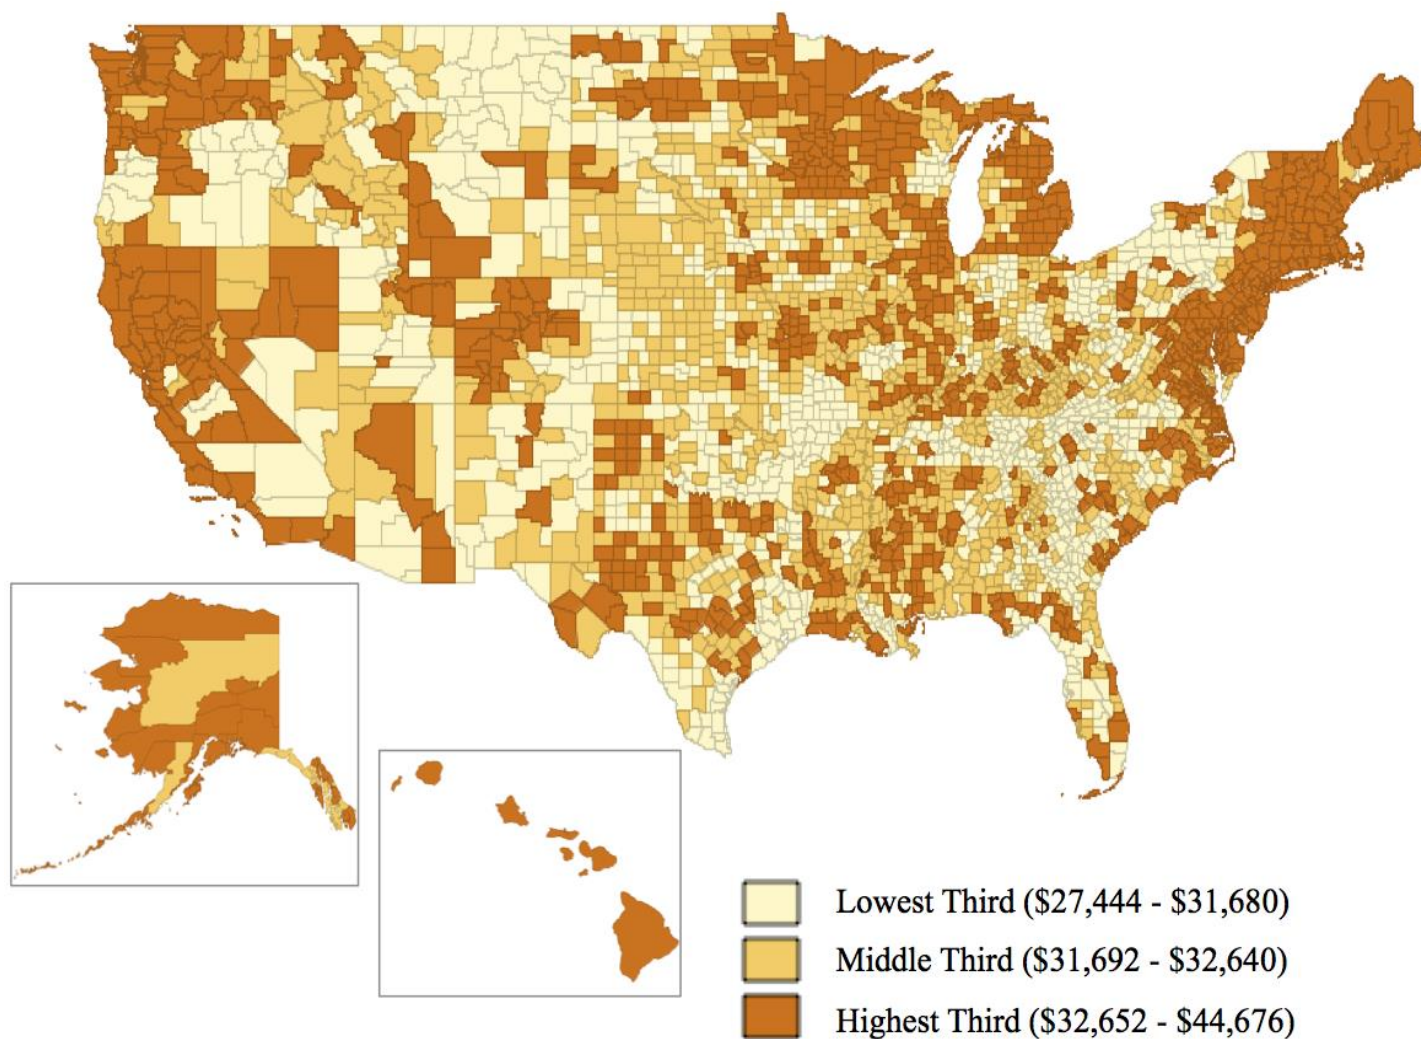 Lowest Third ($27,444 - $31,680)
Middle Third ($31,692 - $32,640)
Highest Third ($32,652 - $44,676)